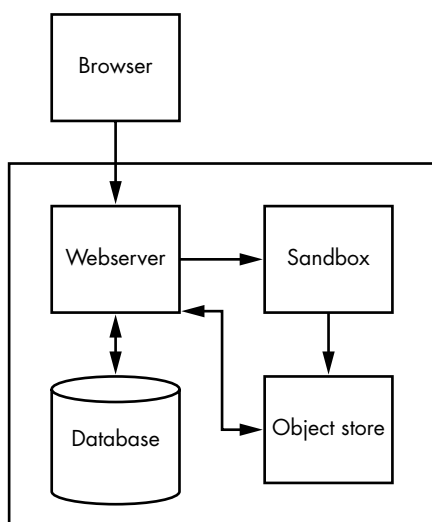 Browser
Webserver
Sandbox
Database
Object store